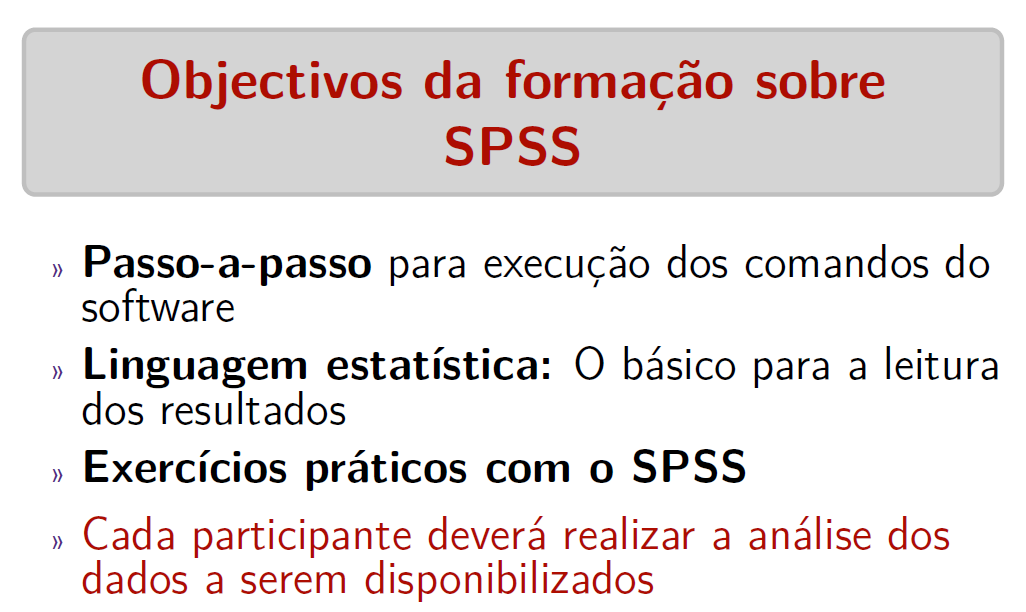 Objectivos da formação sobre
SPSS
» Passo-a-passo para execução dos comandos do
software
» Linguagem estatística: O básico para a leitura
dos resultados
» Exercícios práticos com o SPSS
» Cada participante deverá realizar a análise dos
dados a serem disponibilizados